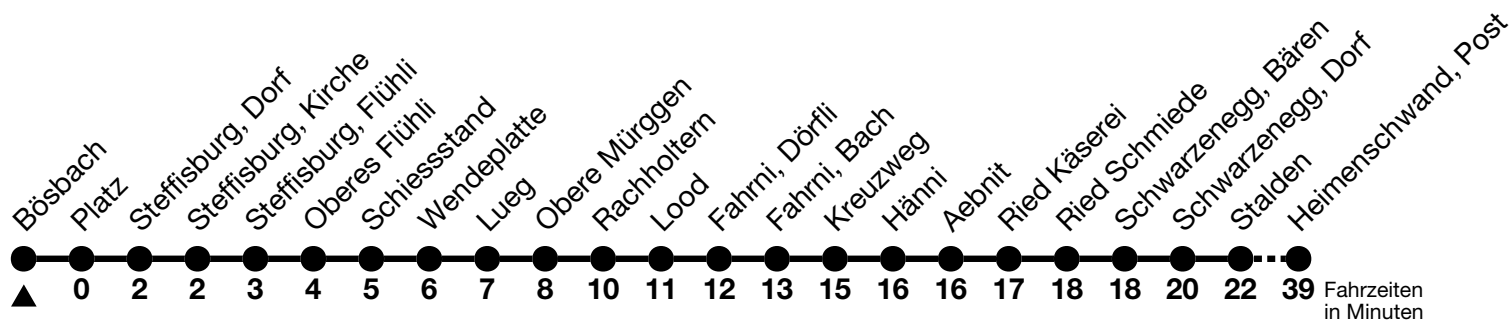 Bösbach
Platz
Steffisburg, Dorf
Steffisburg, Kirche
Steffisburg, Flühli
Oberes Flühli
Schiessstand
Wendeplatte
Lueg
Obere Mürggen
Rachholtern
Lood
Fahrni, Dörfli
Fahrni, Bach
Kreuzweg
Hänni
Aebnit
Ried Käserei
Ried Schmiede
Schwarzenegg, Bären
Schwarzenegg, Dorf
Stalden
Heimenschwand, Post
0 2 2 3 4 5 6 7 8 10 11 12 13 15 16 16 17 18 18 20 22 39 Fahrzeiten
in Minuten